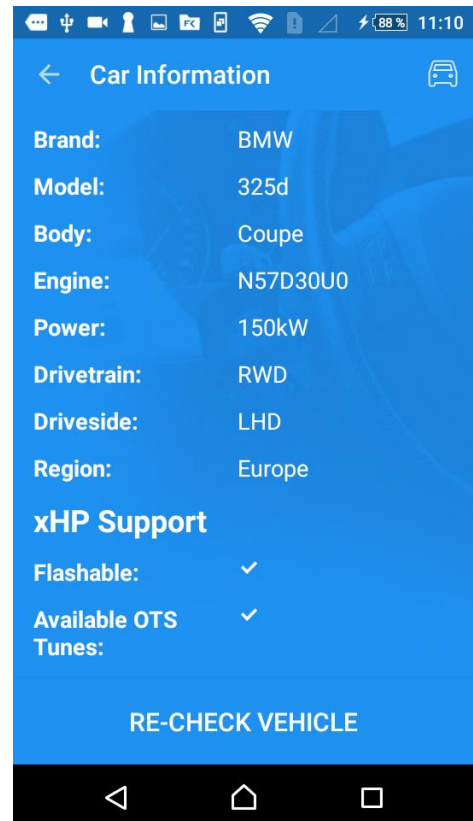 88% 11:10
Car Information
Brand: BMW
Model: 325d
Body: Coupe
Engine: N57D30U0
Power: 150kW
Drivetrain: RWD
Driveside: LHD
Region: Europe
xHP Support
Flashable:
Available OTS
Tunes:
RE-CHECK VEHICLE